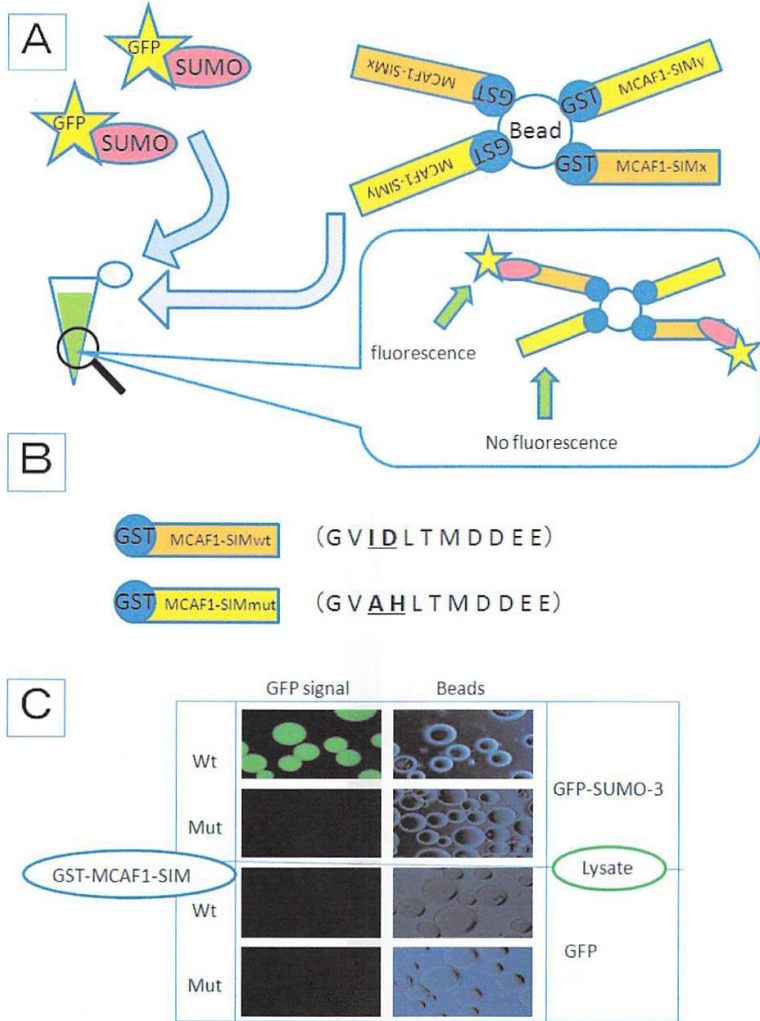 A
GFP
SUMO
GFP
SUMO
MCAF1-SIMx
GST
GST
MCAF1-SIMy
Bead
MCAF1-SIMy
GST
GST
MCAF1-SIMx
fluorescence
No fluorescence
B
GST MCAF1-SIMwt (G V I D L T M D D E E)
GST MCAF1-SIMmut (G V A H L T M D D E E)
C
GFP signal Beads
Wt
GFP-SUMO-3
Mut
GST-MCAF1-SIM
Lysate
Wt
GFP
Mut